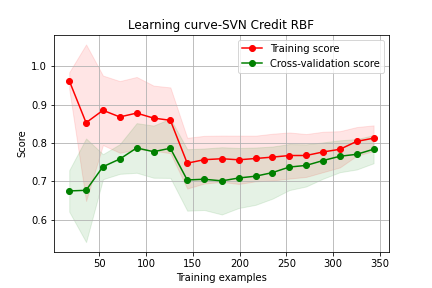 Learning curve-SVN Credit RBF
Training score
Cross-validation score
Score
1.0
0.9
0.8
0.7
0.6
50 100 150 200 250 300 350
Training examples